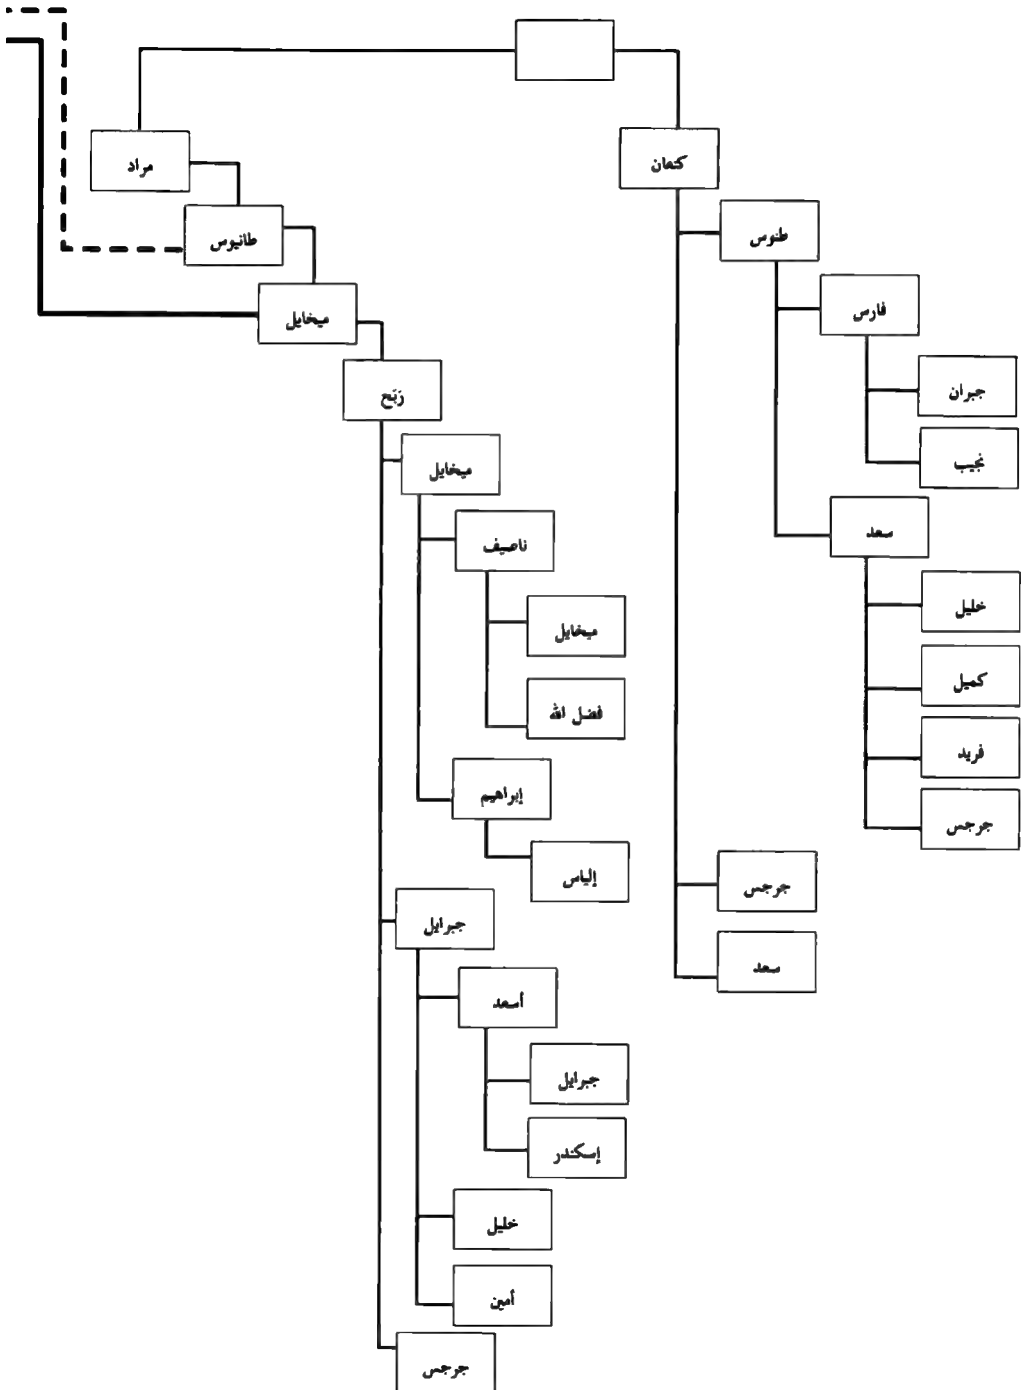 مراد
كنعان
طانيوس
طنوس
ميخايل
فارس
رَبّع
جبران
نجيب
ميخايل
سعد
ناصيف
خليل
ميخايل
كميل
فضل الله
فريد
إبراهيم
جرجس
إلياس
جرجس
جبرايل
سعد
أسعد
جبرايل
إسكندر
خليل
أمين
جرجس